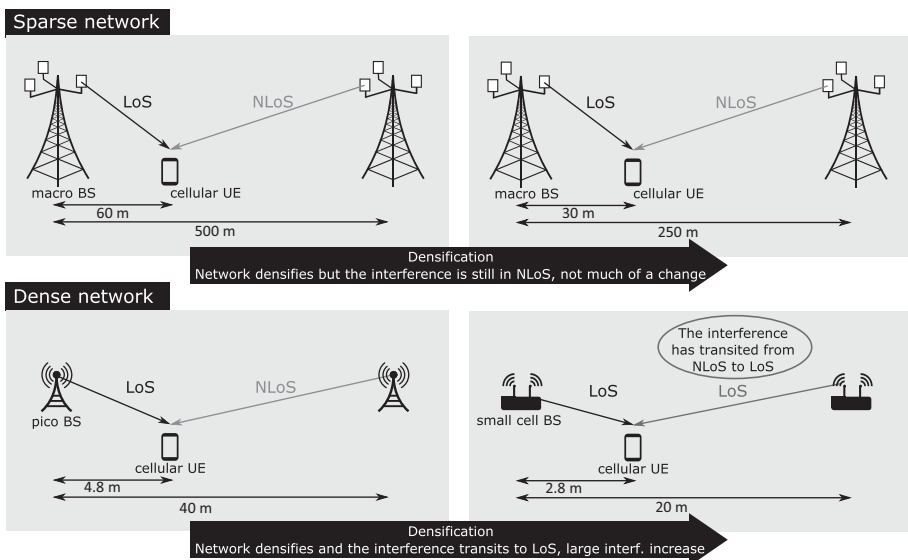 Sparse network
LoS
NLoS
macro BS
cellular UE
60 m
500 m
LoS
NLoS
macro BS
cellular UE
30 m
250 m
Densification
Network densifies but the interference is still in NLoS, not much of a change
Dense network
LoS
NLoS
pico BS
cellular UE
4.8 m
40 m
The interference
has transited from
NLoS to LoS
LoS
LoS
small cell BS
cellular UE
2.8 m
20 m
Densification
Network densifies and the interference transits to LoS, large interf. increase